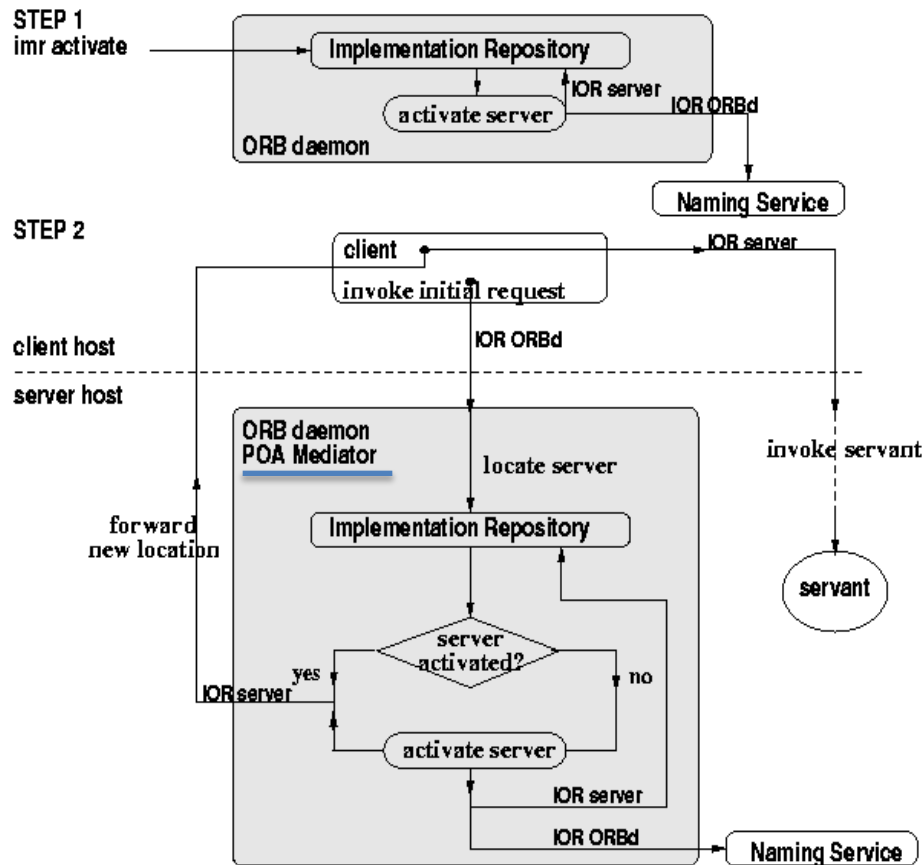 STEP 1
imr activate
Implementation Repository
IOR server
activate server
IOR ORBd
ORB daemon
Naming Service
STEP 2
client
IOR server
invoke initial request
IOR ORBd
client host
server host
ORB daemon
POA Mediator
locate server
invoke servant
forward
new location
Implementation Repository
servant
server
activated?
yes
no
IOR server
activate server
IOR server
IOR ORBd
Naming Service